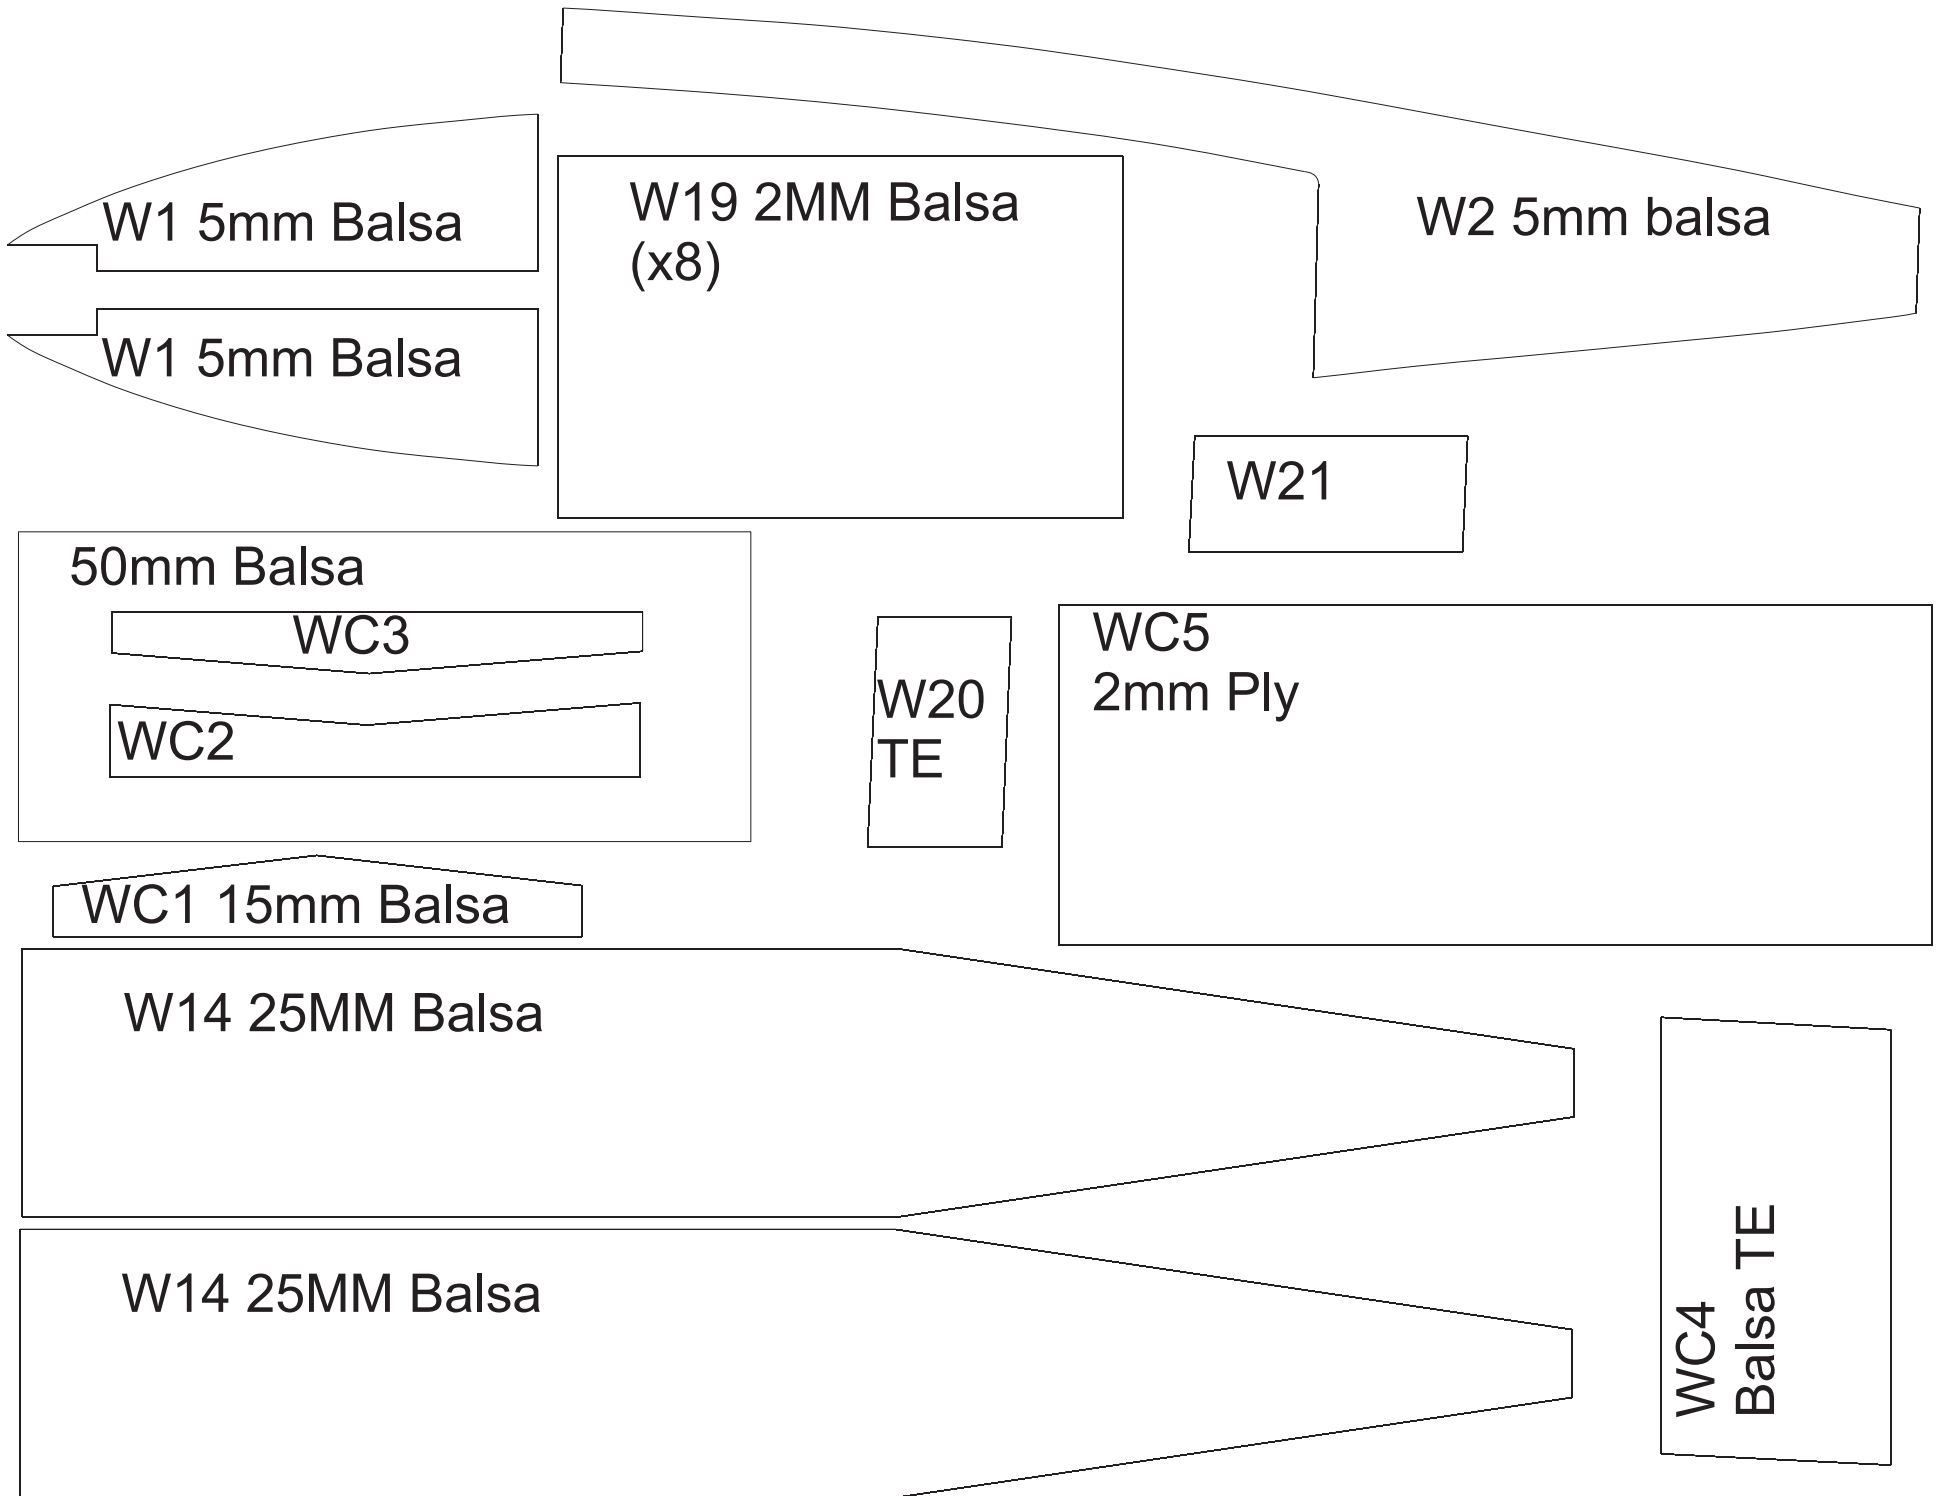 W1 5mm Balsa
W19 2MM Balsa
(x8)
W2 5mm balsa
W1 5mm Balsa
W21
50mm Balsa
WC3
WC2
W20
TE
WC5
2mm Ply
WC1 15mm Balsa
W14 25MM Balsa
W14 25MM Balsa
WC4
Balsa TE